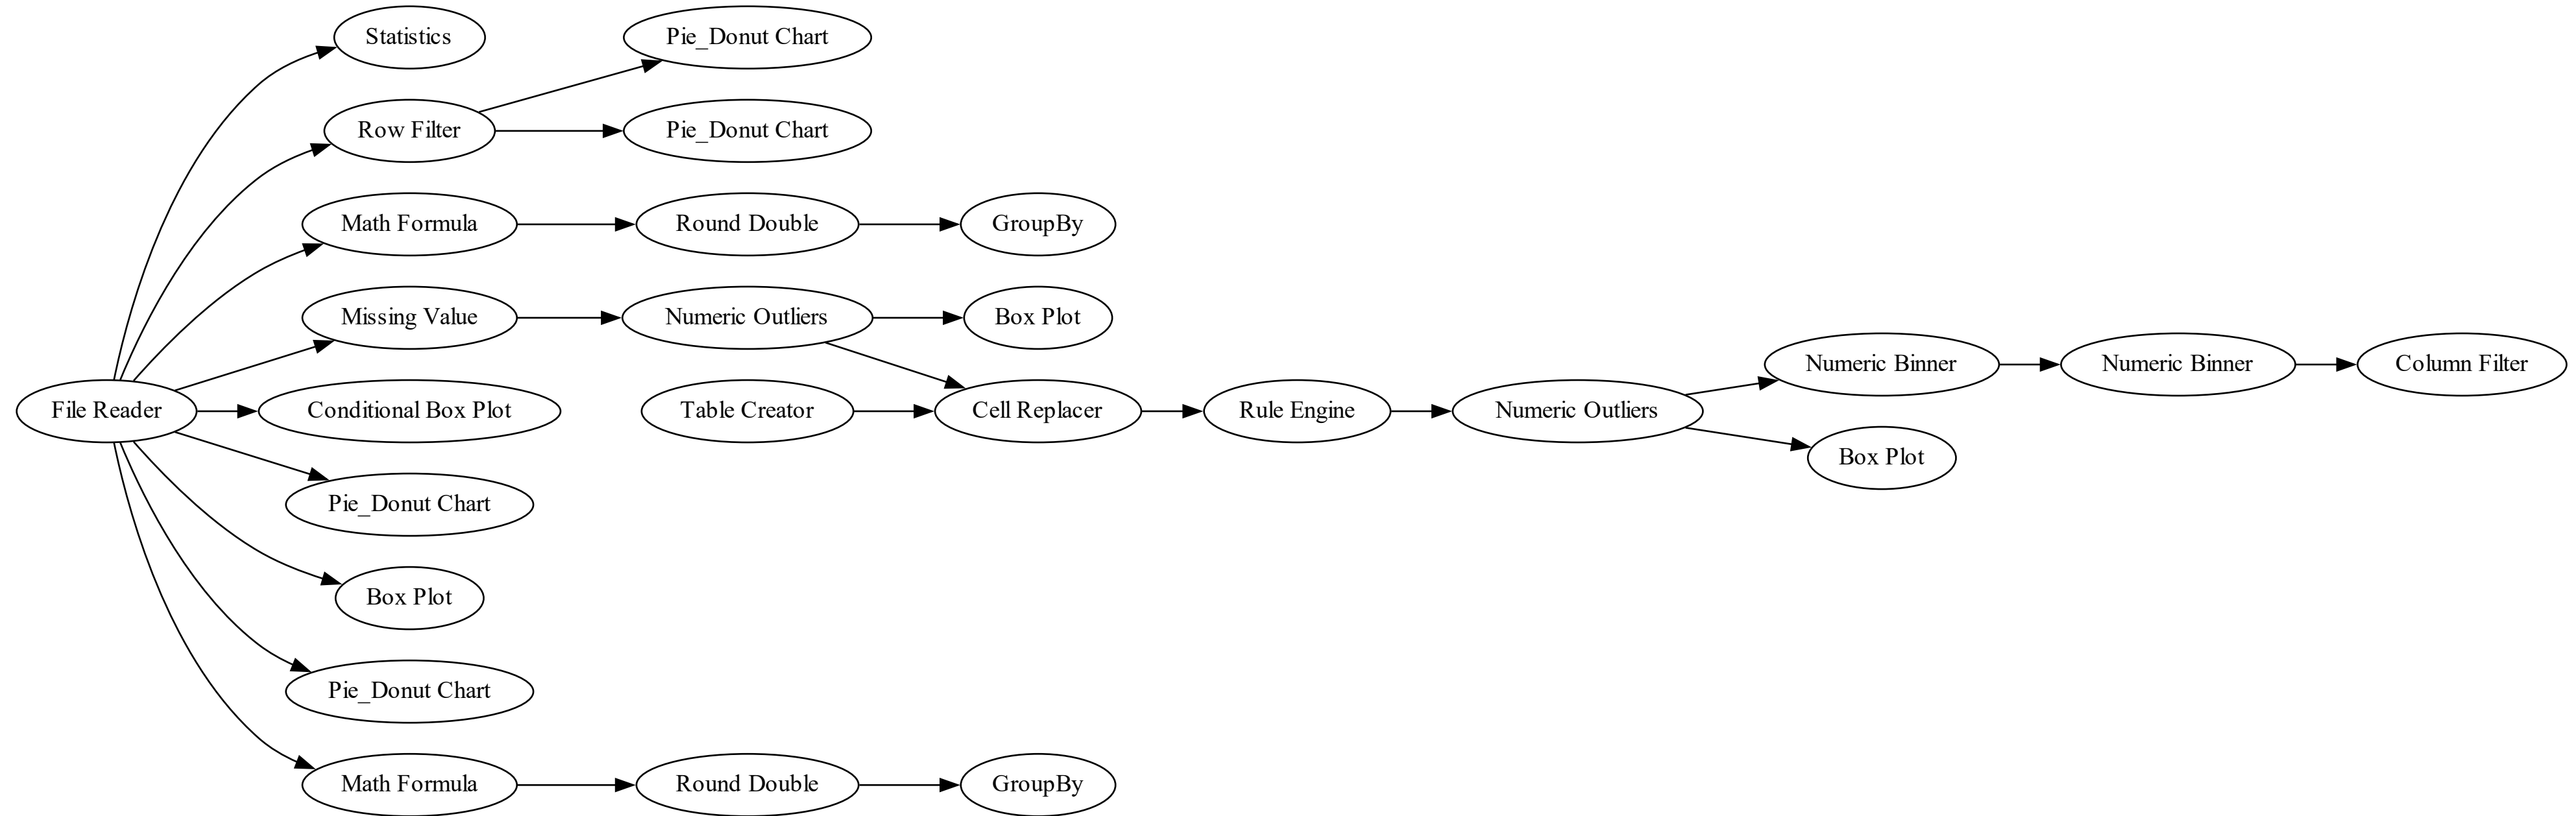 Statistics
Pie_Donut Chart
Row Filter
Pie_Donut Chart
Math Formula
Round Double
GroupBy
Missing Value
Numeric Outliers
Box Plot
Numeric Binner
Numeric Binner
Column Filter
File Reader
Conditional Box Plot
Table Creator
Cell Replacer
Rule Engine
Numeric Outliers
Box Plot
Pie_Donut Chart
Box Plot
Pie_Donut Chart
Math Formula
Round Double
GroupBy